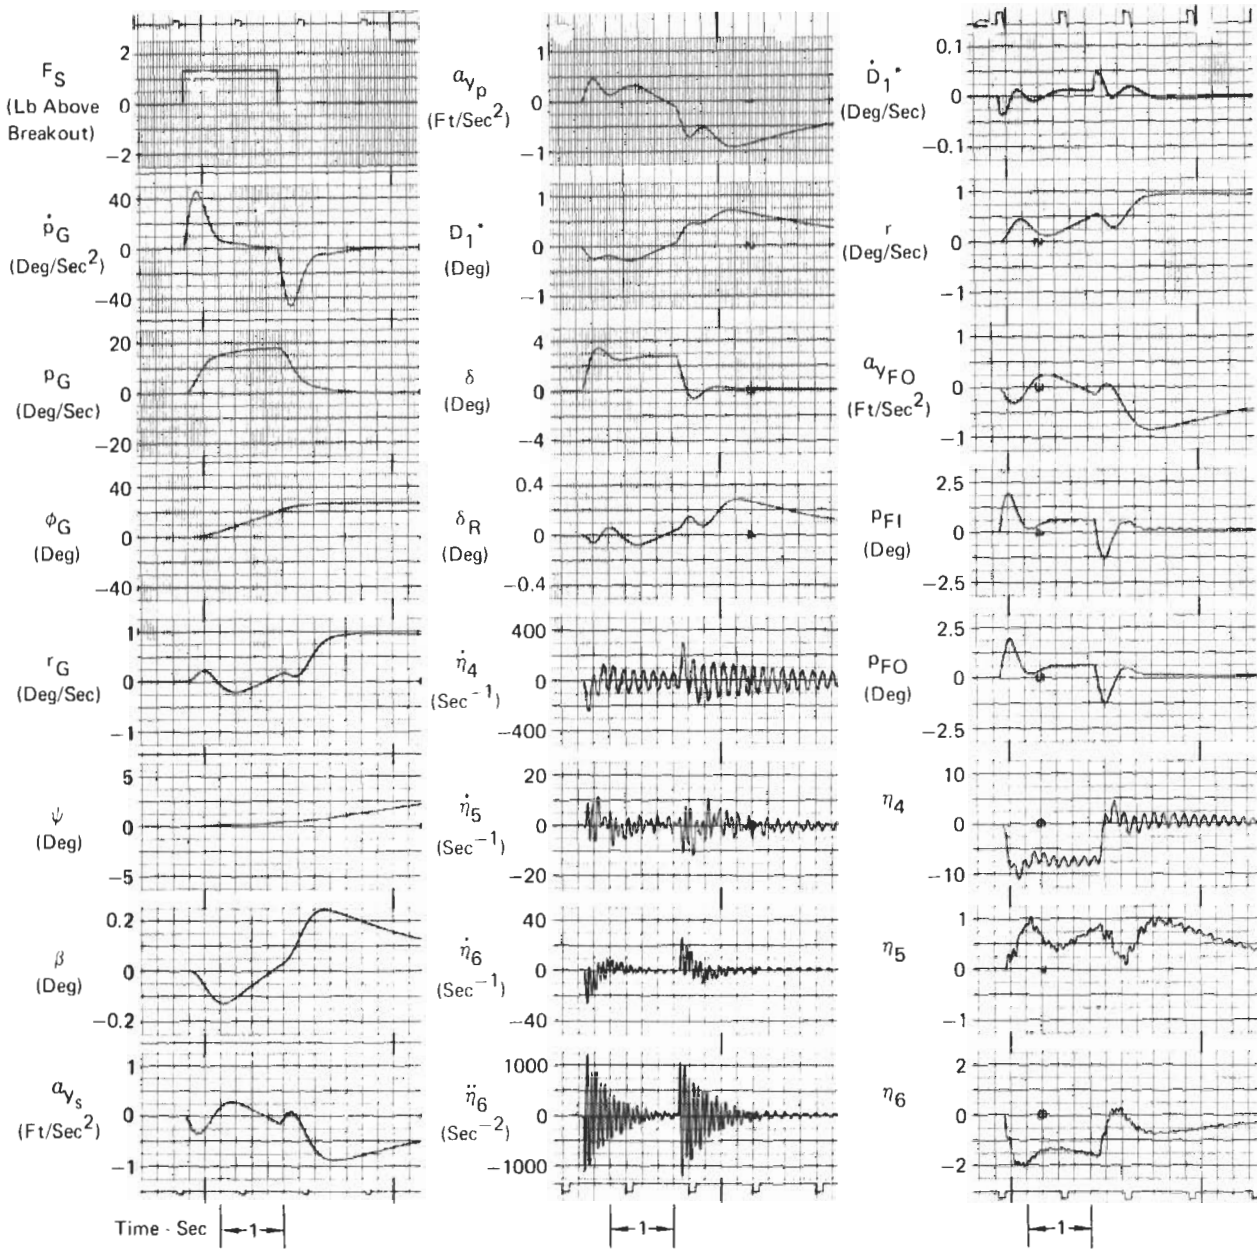 F_S
(Lb Above
Breakout)
2
0
−2
ṗ_G
(Deg/Sec²)
40
0
−40
p_G
(Deg/Sec)
20
0
−20
ϕ_G
(Deg)
40
0
−40
r_G
(Deg/Sec)
1
0
−1
ψ
(Deg)
5
0
−5
β
(Deg)
0.2
0
−0.2
a_y_s
(Ft/Sec²)
1
0
−1
Time - Sec
1
a_y_p
(Ft/Sec²)
1
0
−1
D_1*
(Deg)
1
0
−1
δ
(Deg)
4
0
−4
δ_R
(Deg)
0.4
0
−0.4
η̇_4
(Sec⁻¹)
400
0
−400
η̇_5
(Sec⁻¹)
20
0
−20
η̇_6
(Sec⁻¹)
40
0
−40
η̈_6
(Sec⁻²)
1000
0
−1000
1
Ḋ_1*
(Deg/Sec)
0.1
0
−0.1
r
(Deg/Sec)
1
0
−1
a_y_FO
(Ft/Sec²)
1
0
−1
p_FI
(Deg)
2.5
0
−2.5
p_FO
(Deg)
2.5
0
−2.5
η_4
10
0
−10
η_5
1
0
−1
η_6
2
0
−2
1